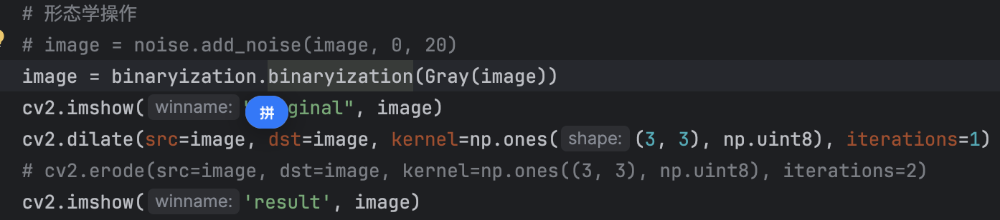 # 形态学操作
# image = noise.add_noise(image, 0, 20)
image = binaryization.binaryization(Gray(image))
cv2.imshow( winname: ginal", image)
拼
cv2.dilate(src=image, dst=image, kernel=np.ones( shape: (3, 3), np.uint8), iterations=1)
# cv2.erode(src=image, dst=image, kernel=np.ones((3, 3), np.uint8), iterations=2)
cv2.imshow( winname: 'result', image)